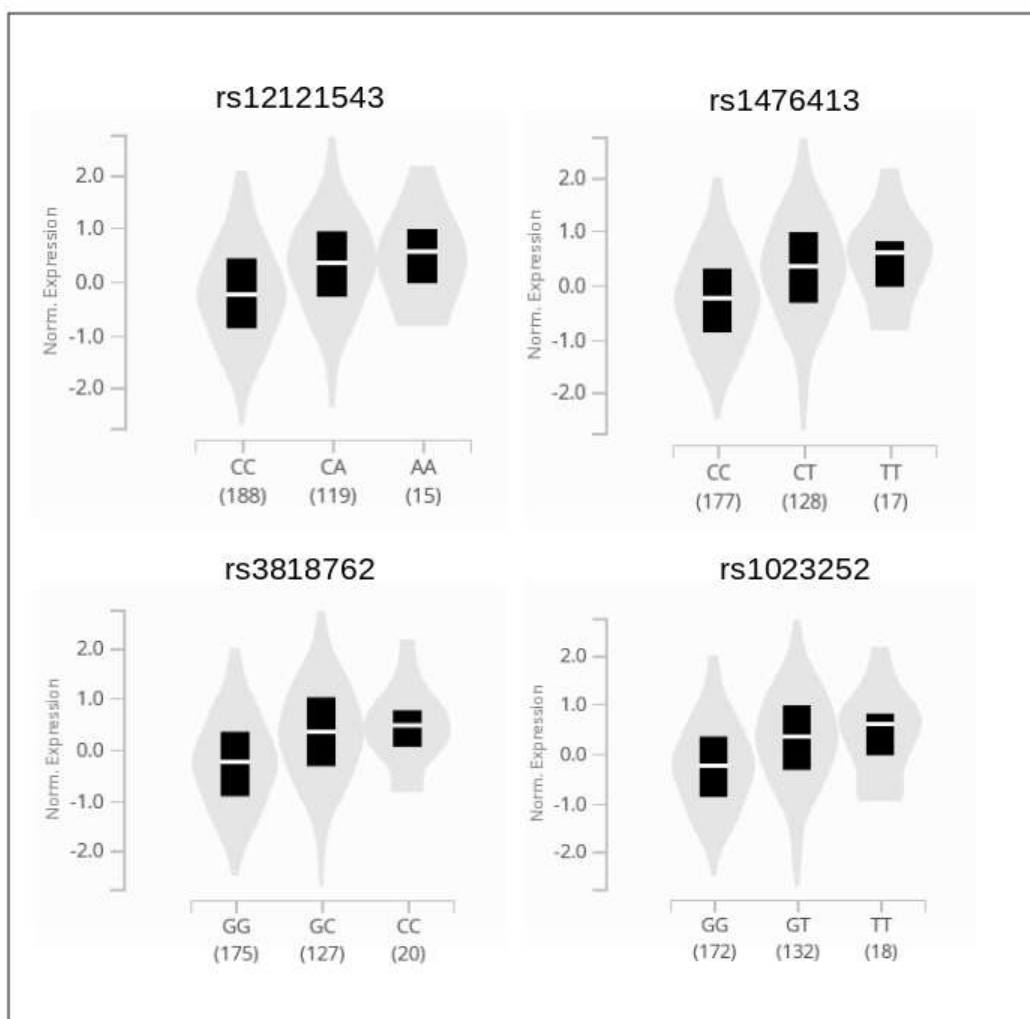 rs12121543
2.0
1.0
0.0
-1.0
-2.0
Norm. Expression
CC CA AA
(188) (119) (15)
rs1476413
2.0
1.0
0.0
-1.0
-2.0
Norm. Expression
CC CT TT
(177) (128) (17)
rs3818762
2.0
1.0
0.0
-1.0
-2.0
Norm. Expression
GG GC CC
(175) (127) (20)
rs1023252
2.0
1.0
0.0
-1.0
-2.0
Norm. Expression
GG GT TT
(172) (132) (18)